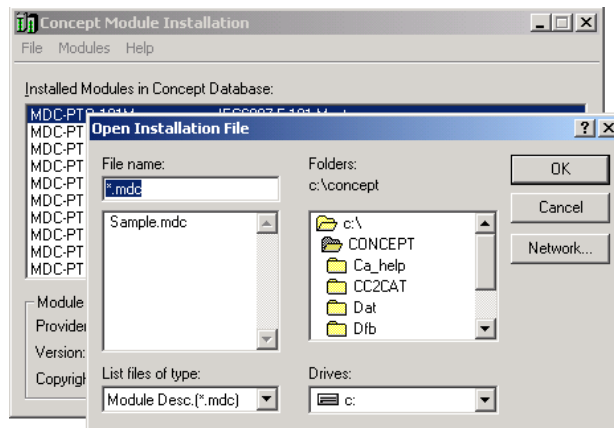 Concept Module Installation
File Modules Help
Installed Modules in Concept Database:
MDC-PT
MDC-PT
MDC-PT
MDC-PT
MDC-PT
MDC-PT
MDC-PT
MDC-PT
MDC-PT
MDC-PT
Open Installation File
File name:
*.mdc
Sample.mdc
List files of type:
Module Desc.(*.mdc)
Folders:
c:\concept
c:\
CONCEPT
Ca_help
CC2CAT
Dat
Dfb
Drives:
c:
OK
Cancel
Network...
Module
Provider
Version:
Copyrigh